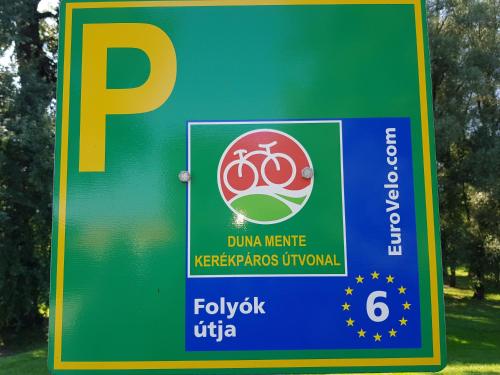 P
DUNA MENTE
KERÉKPÁROS ÚTVONAL
EuroVelo.com
Folyók
útja
6